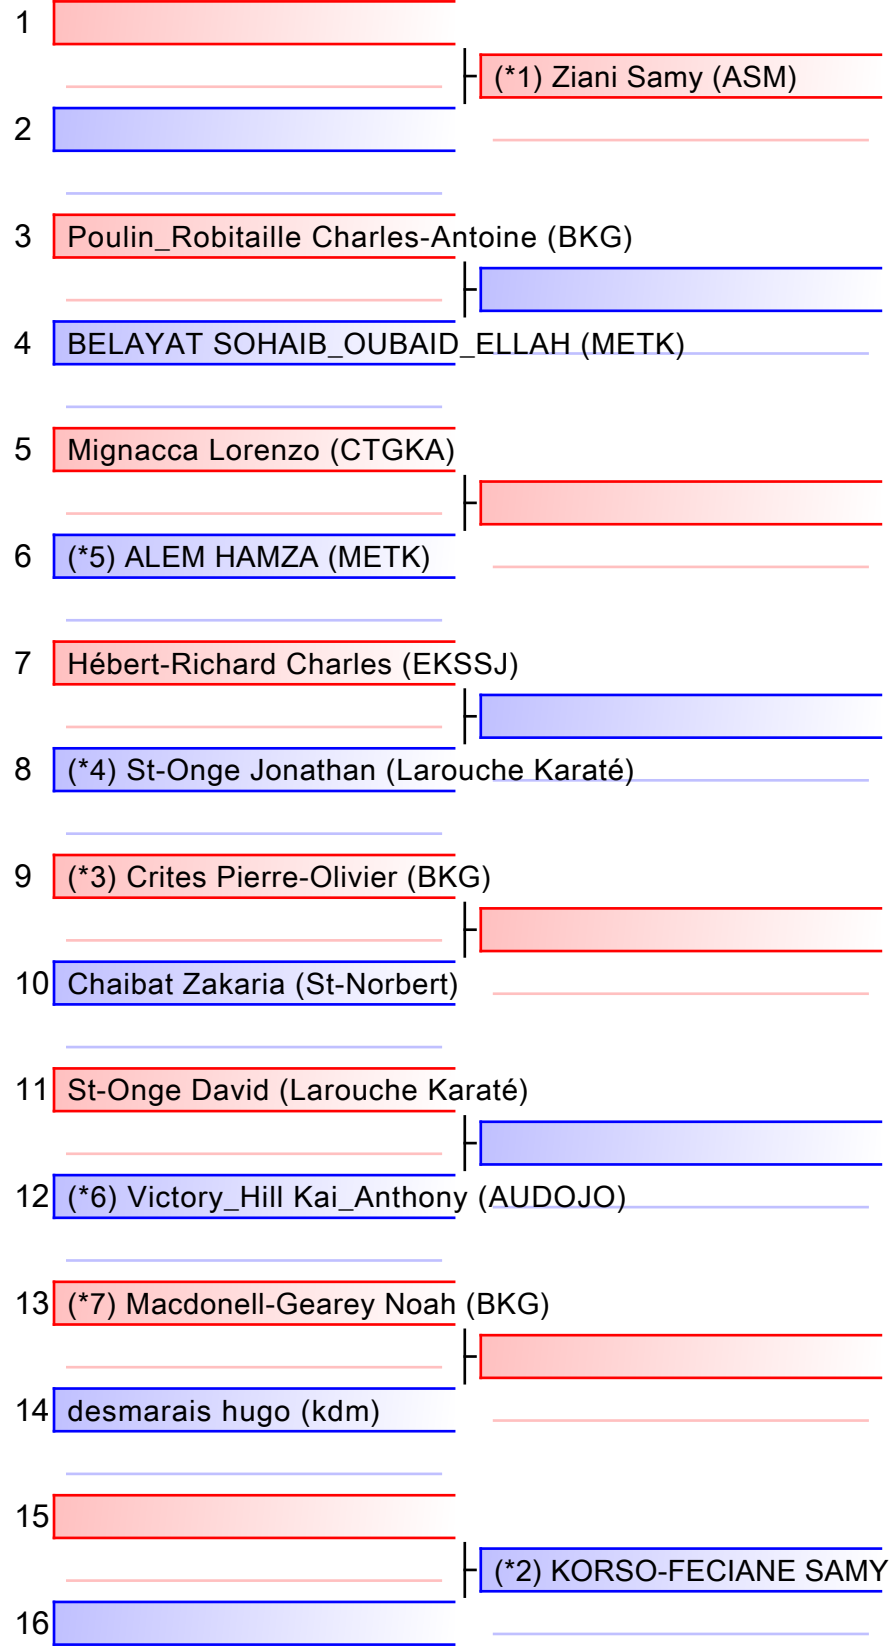 1
(*1) Ziani Samy (ASM)
2
3 Poulin_Robitaille Charles-Antoine (BKG)
4 BELAYAT SOHAIB_OUBAID_ELLAH (METK)
5 Mignacca Lorenzo (CTGKA)
6 (*5) ALEM HAMZA (METK)
7 Hébert-Richard Charles (EKSSJ)
8 (*4) St-Onge Jonathan (Larouche Karaté)
9 (*3) Crites Pierre-Olivier (BKG)
10 Chaibat Zakaria (St-Norbert)
11 St-Onge David (Larouche Karaté)
12 (*6) Victory_Hill Kai_Anthony (AUDOJO)
13 (*7) Macdonell-Gearey Noah (BKG)
14 desmarais hugo (kdm)
15
(*2) KORSO-FECIANE SAMY
16